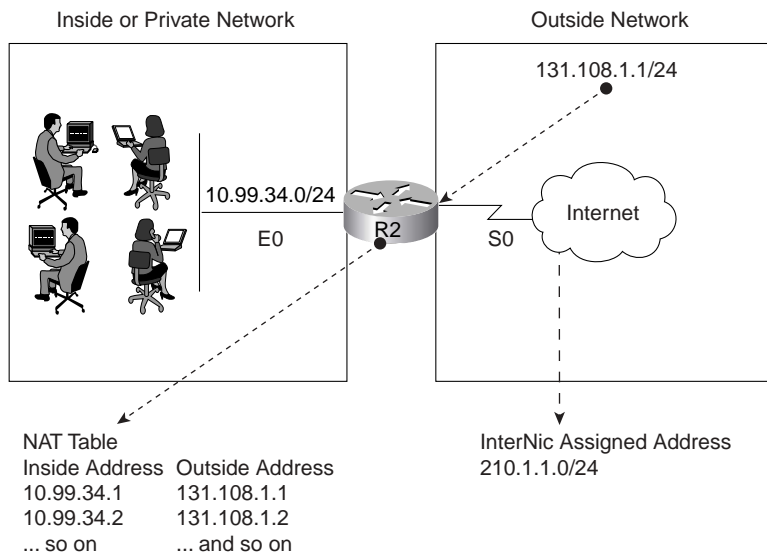 Inside or Private Network
Outside Network
131.108.1.1/24
10.99.34.0/24
E0
R2
S0
Internet
NAT Table
Inside Address Outside Address
10.99.34.1 131.108.1.1
10.99.34.2 131.108.1.2
... so on ... and so on
InterNic Assigned Address
210.1.1.0/24